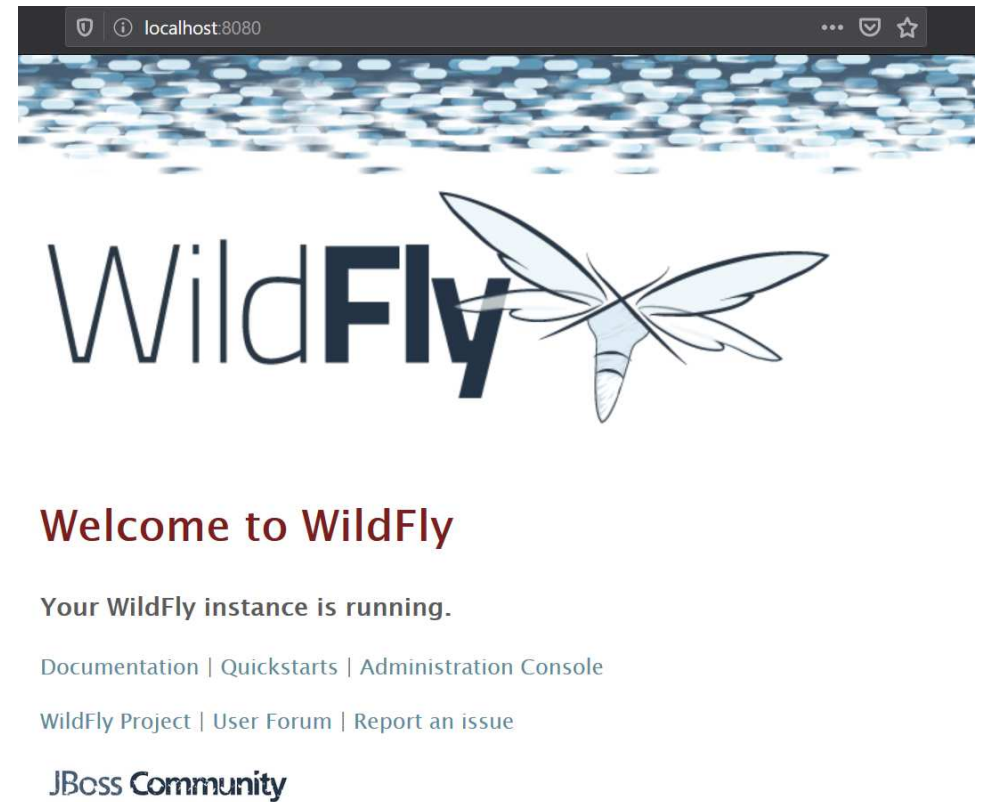 localhost:8080
WildFly
Welcome to WildFly
Your WildFly instance is running.
Documentation | Quickstarts | Administration Console
WildFly Project | User Forum | Report an issue
JBoss Community